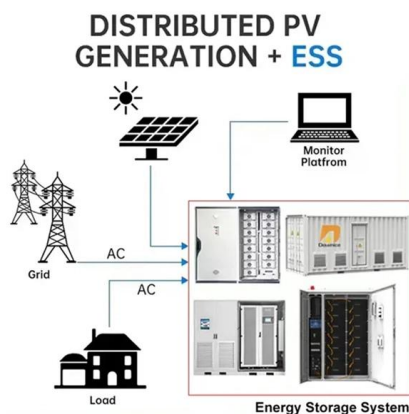 DISTRIBUTED PV
GENERATION + ESS
Monitor
Platfrom
Grid
AC
AC
Load
Energy Storage System